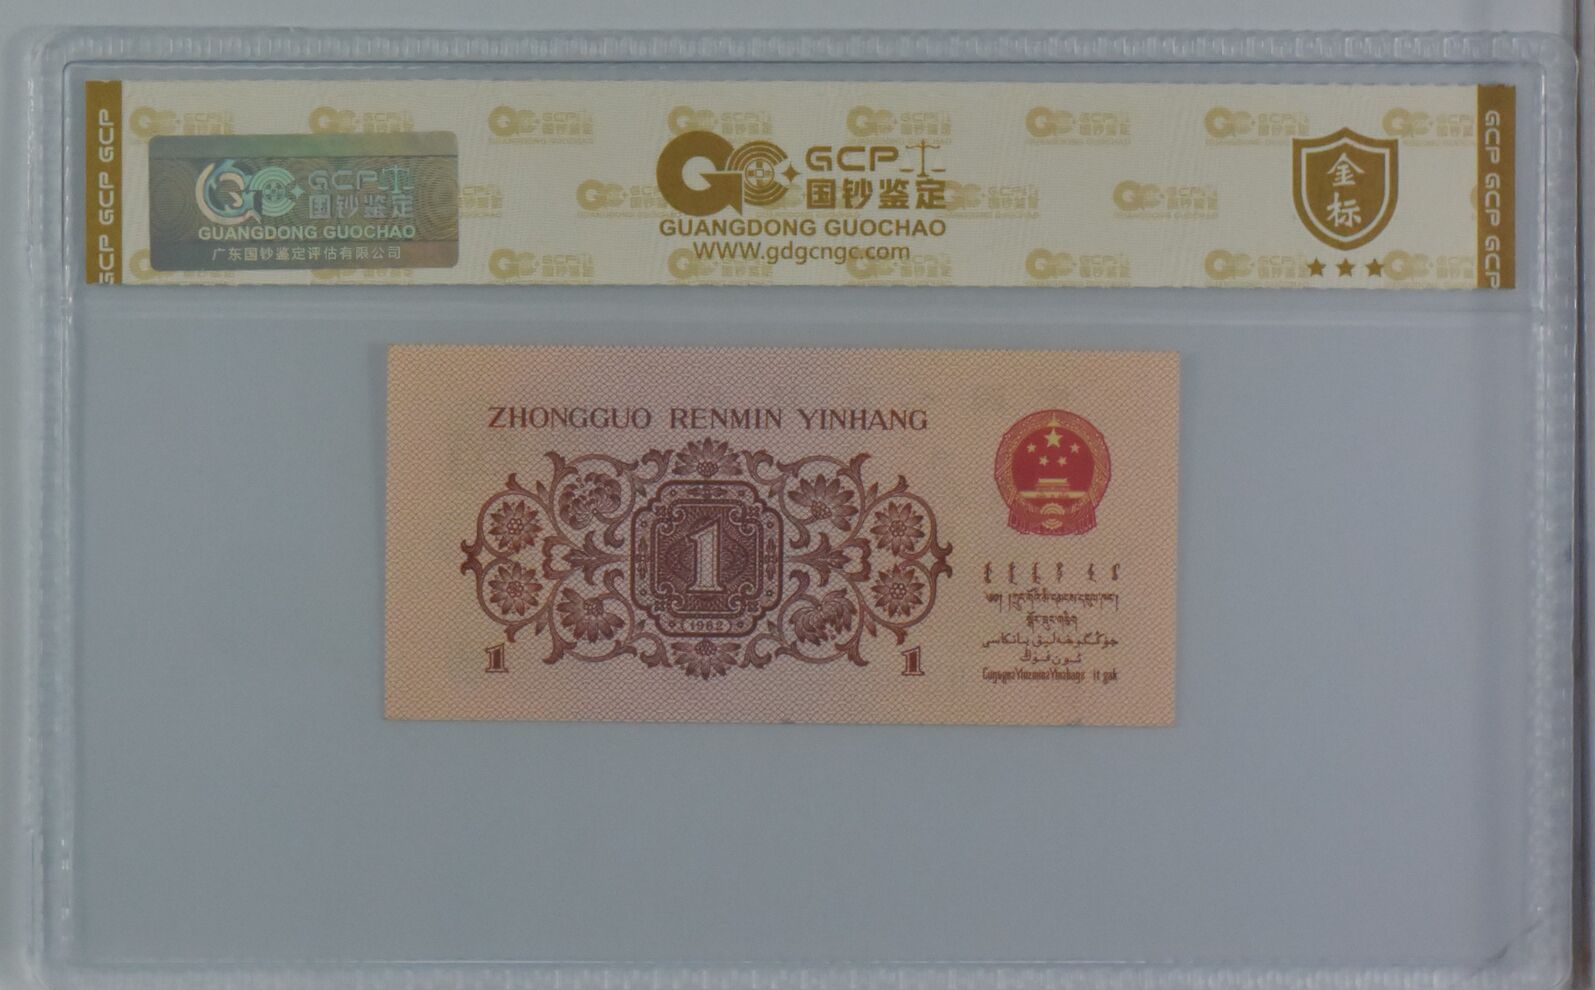 GCP GCP GCP
GCP
国钞鉴定
GUANGDONG GUOCHAO
广东国钞鉴定评估有限公司
GCP
国钞鉴定
GUANGDONG GUOCHAO
WWW.gdgcngc.com
金
标
GCP GCP GCP
ZHONGGUO RENMIN YINHANG
1
(1962)
1
1
جۇڭگوخەلىق بانكاسى